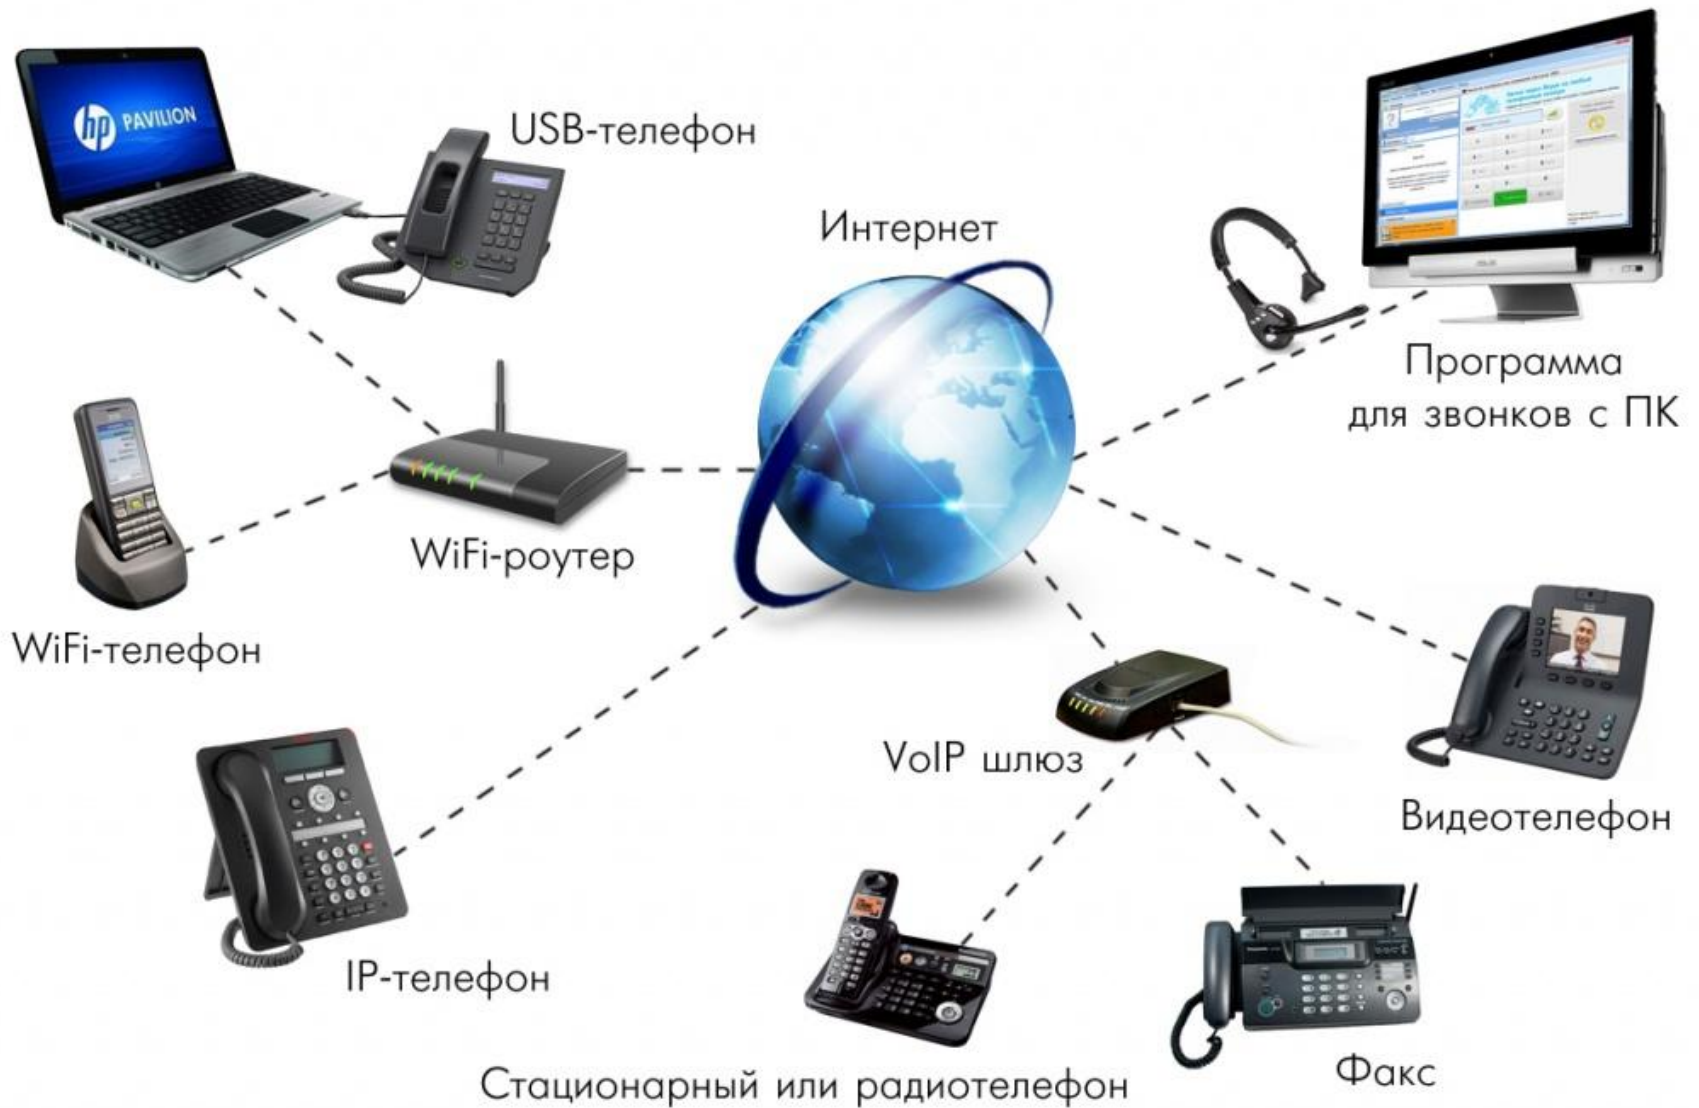 hp PAVILION
USB-телефон
Интернет
Программа
для звонков с ПК
WiFi-роутер
WiFi-телефон
VoIP шлюз
Видеотелефон
IP-телефон
Стационарный или радиотелефон
Факс